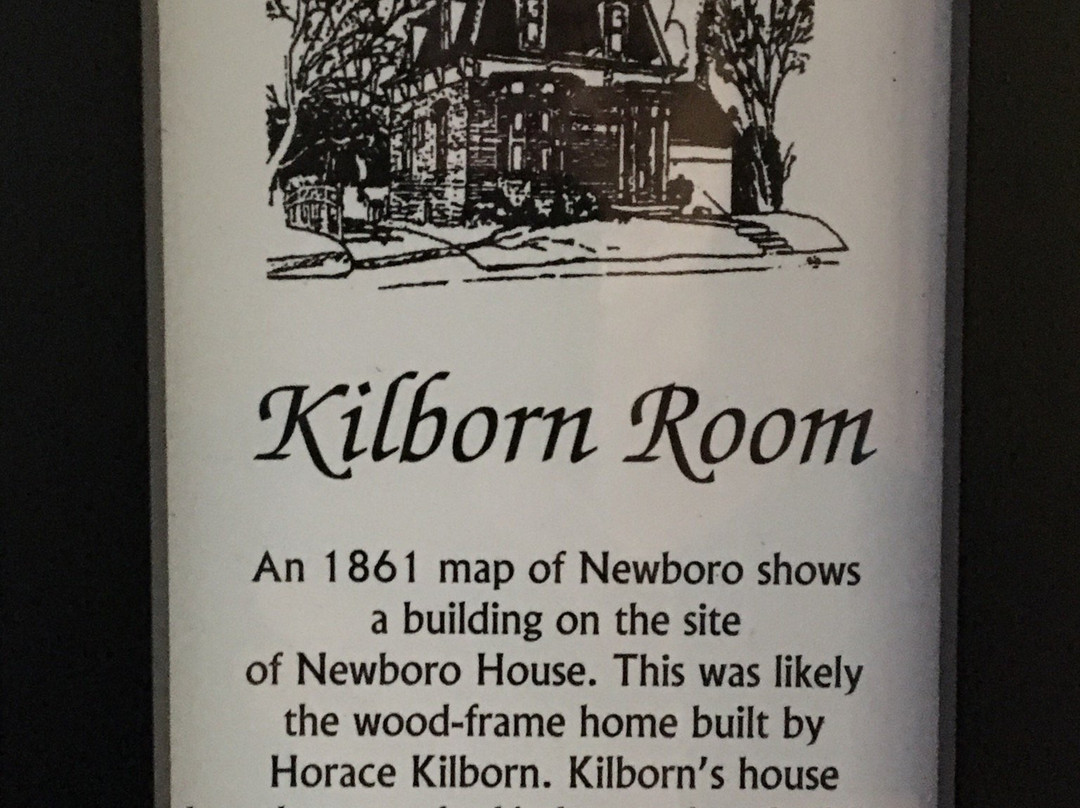 Kilborn Room
An 1861 map of Newboro shows
a building on the site
of Newboro House. This was likely
the wood-frame home built by
Horace Kilborn. Kilborn's house